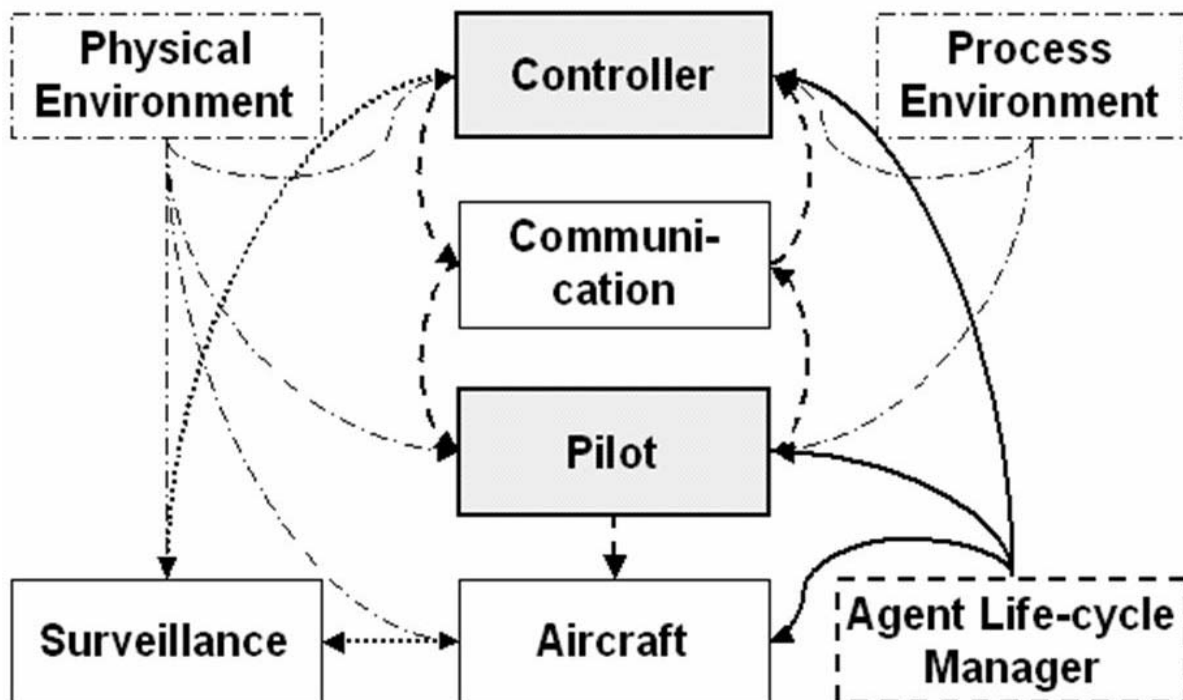 Physical
Environment
Controller
Process
Environment
Communi-
cation
Pilot
Surveillance
Aircraft
Agent Life-cycle
Manager